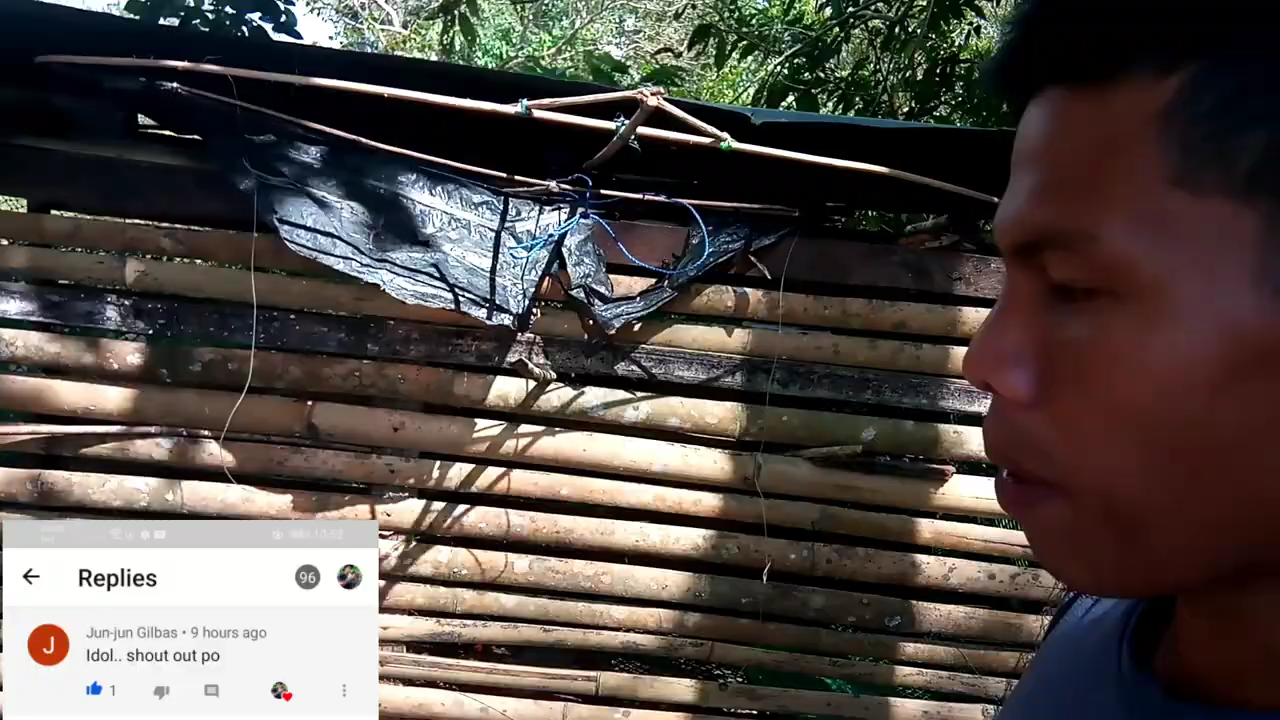 Replies
96
J
Jun-jun Gilbas • 9 hours ago
Idol.. shout out po
1